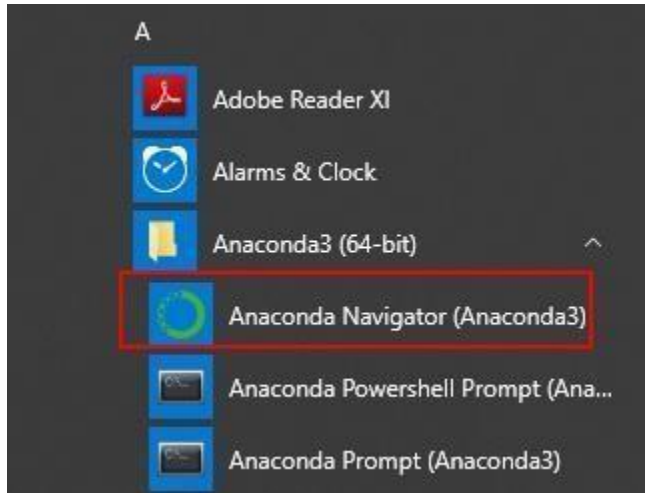 A
Adobe Reader XI
Alarms & Clock
Anaconda3 (64-bit)
Anaconda Navigator (Anaconda3)
Anaconda Powershell Prompt (Ana...
Anaconda Prompt (Anaconda3)